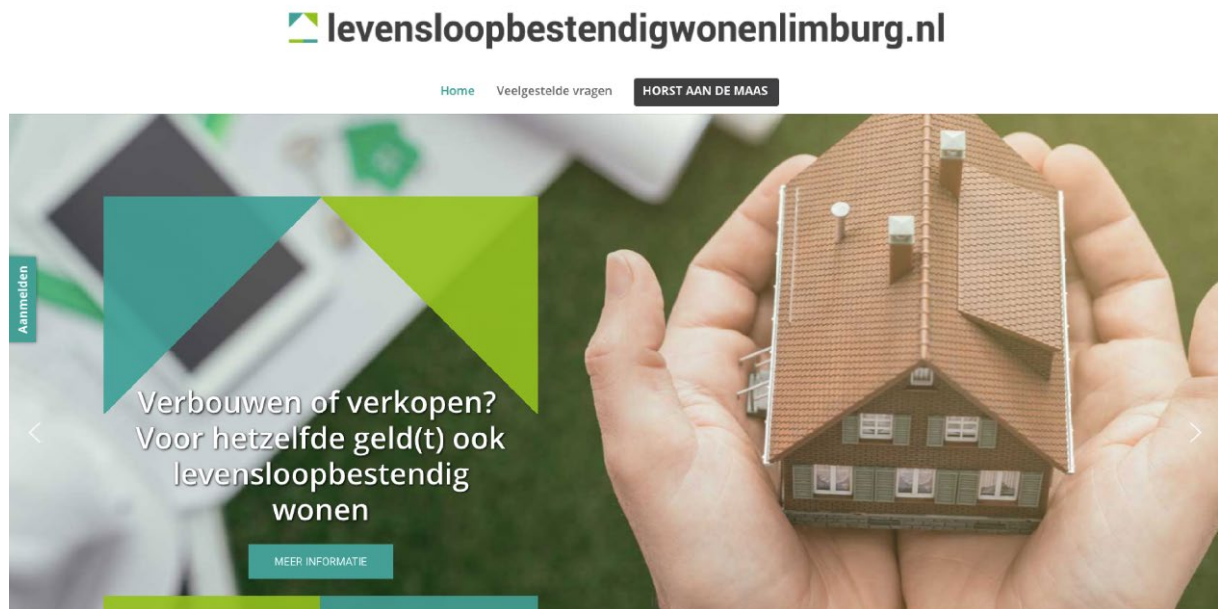 levensloopbestendigwonenlimburg.nl
Home Veelgestelde vragen HORST AAN DE MAAS
Aanmelden
Verbouwen of verkopen?
Voor hetzelfde geld(t) ook
levensloopbestendig
wonen
MEER INFORMATIE